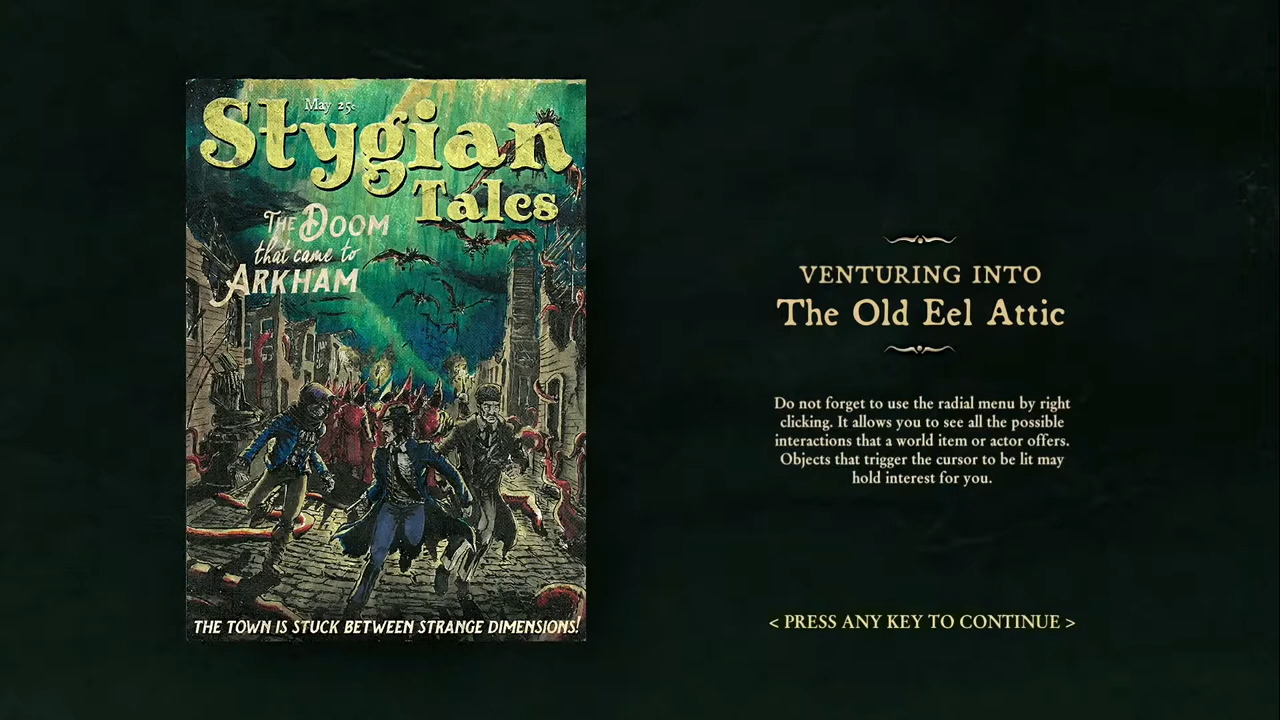 May 25¢
Stygian
Tales
THE DOOM
that came to
ARKHAM
THE TOWN IS STUCK BETWEEN STRANGE DIMENSIONS!
VENTURING INTO
The Old Eel Attic
Do not forget to use the radial menu by right
clicking. It allows you to see all the possible
interactions that a world item or actor offers.
Objects that trigger the cursor to be lit may
hold interest for you.
< PRESS ANY KEY TO CONTINUE >